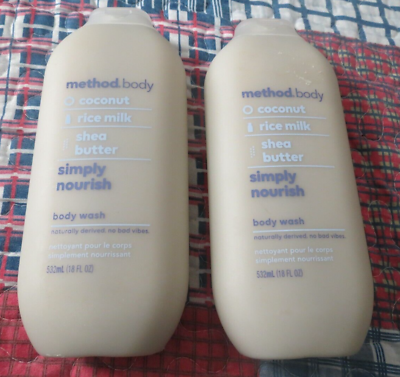 method.body
coconut
rice milk
shea
butter
simply
nourish
body wash
naturally derived. no bad vibes.
nettoyant pour le corps
simplement nourrissant
532mL (18 FL OZ)
method.body
coconut
rice milk
shea
butter
simply
nourish
body wash
naturally derived. no bad vibes.
nettoyant pour le corps
simplement nourrissant
532mL (18 FL OZ)